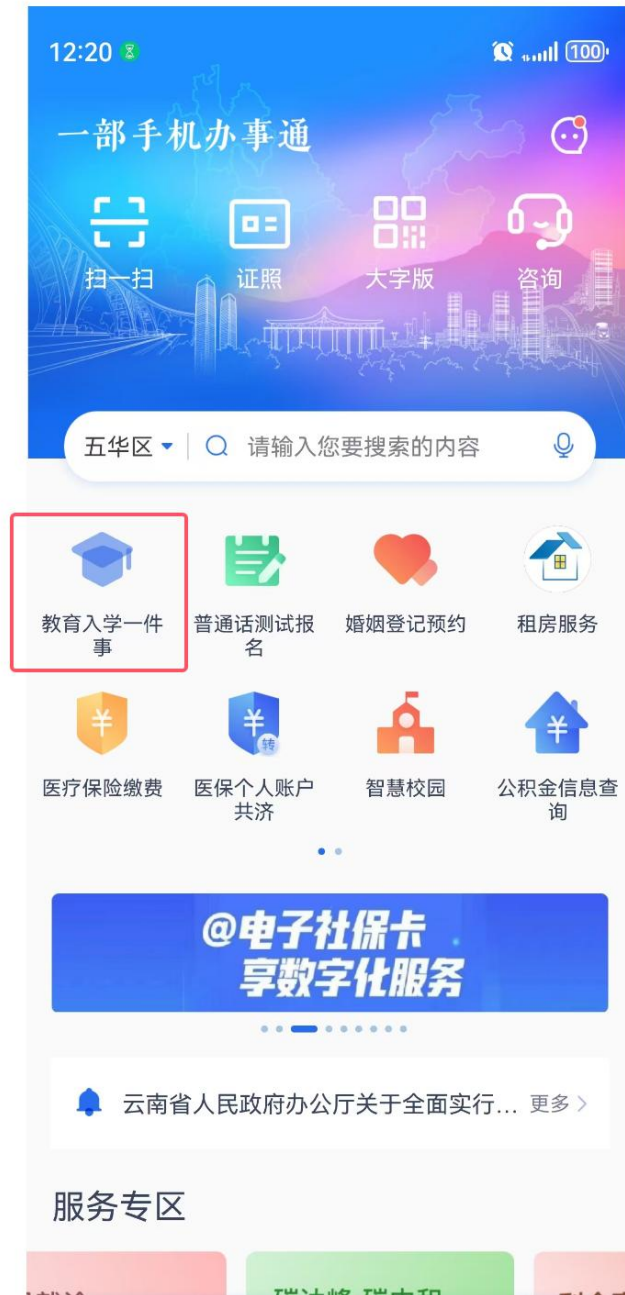 12:20
100
一部手机办事通
扫一扫
证照
大字版
咨询
五华区
请输入您要搜索的内容
教育入学一件
事
普通话测试报
名
婚姻登记预约
租房服务
医疗保险缴费
转
医保个人账户
共济
智慧校园
公积金信息查
询
@电子社保卡
享数字化服务
云南省人民政府办公厅关于全面实行... 更多
服务专区